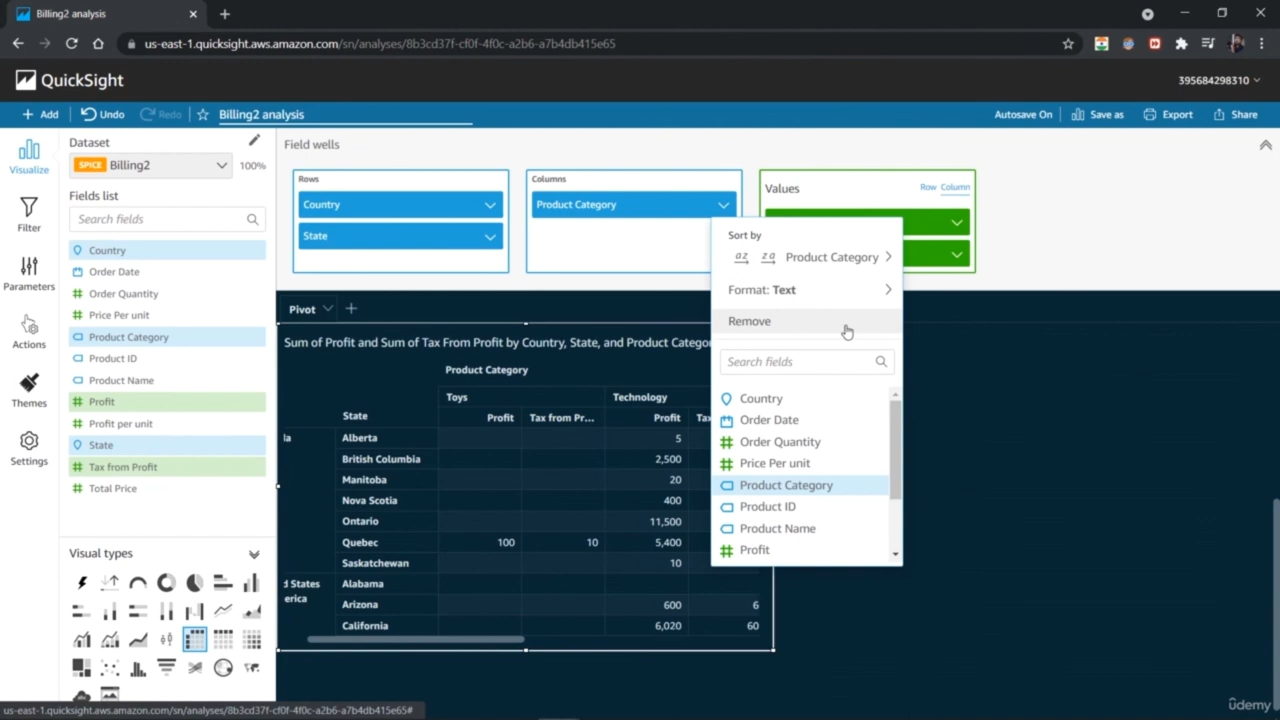 Billing2 analysis
us-east-1.quicksight.aws.amazon.com/sn/analyses/8b3cd37f-cf0f-4f0c-a2b6-a7b4db415e65
QuickSight
395684298310
Add
Undo
Redo
Billing2 analysis
Autosave On
Save as
Export
Share
Visualize
Filter
Parameters
Actions
Themes
Settings
Dataset
SPICE Billing2
100%
Fields list
Search fields
Country
Order Date
Order Quantity
Price Per unit
Product Category
Product ID
Product Name
Profit
Profit per unit
State
Tax from Profit
Total Price
Visual types
Field wells
Rows
Country
State
Columns
Product Category
Values
Row Column
Sort by
az za Product Category
Format: Text
Remove
Search fields
Country
Order Date
Order Quantity
Price Per unit
Product Category
Product ID
Product Name
Profit
Pivot
Sum of Profit and Sum of Tax From Profit by Country, State, and Product Catego
Product Category
Toys Technology
State Profit Tax from Pr... Profit Tax
la Alberta 5
British Columbia 2,500
Manitoba 20
Nova Scotia 400
Ontario 11,500
Quebec 100 10 5,400
Saskatchewan 10
d States Alabama
erica Arizona 600 6
California 6,020 60
us-east-1.quicksight.aws.amazon.com/sn/analyses/8b3cd37f-cf0f-4f0c-a2b6-a7b4db415e65#
ûdemy